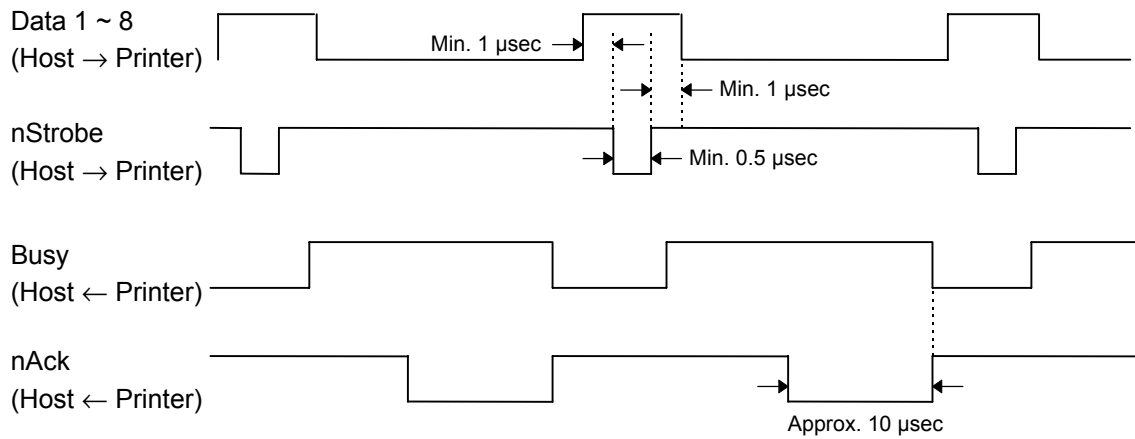 Data 1 ~ 8
(Host → Printer)
Min. 1 µsec
Min. 1 µsec
nStrobe
(Host → Printer)
Min. 0.5 µsec
Busy
(Host ← Printer)
nAck
(Host ← Printer)
Approx. 10 µsec